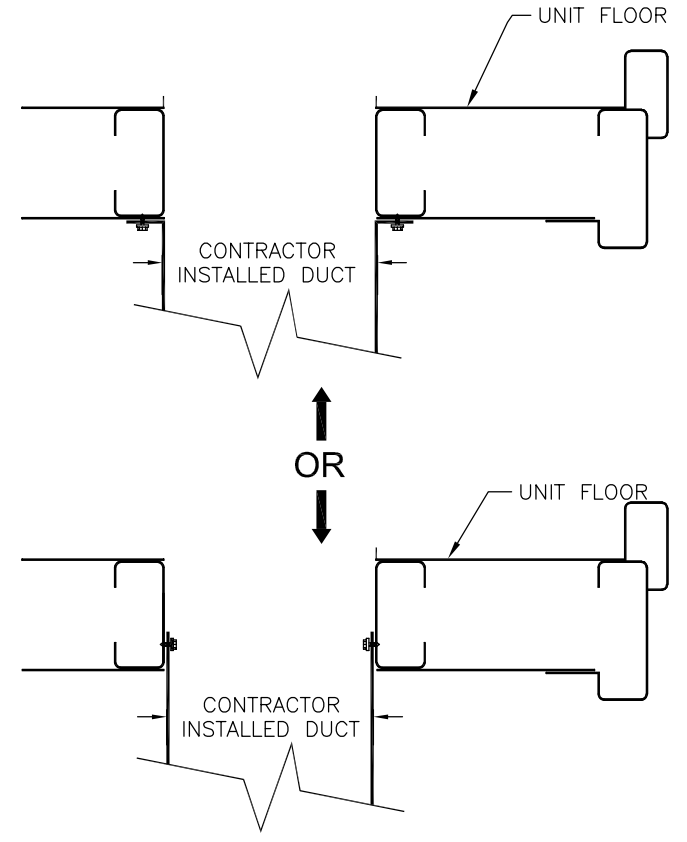 UNIT FLOOR
CONTRACTOR
INSTALLED DUCT
OR
UNIT FLOOR
CONTRACTOR
INSTALLED DUCT